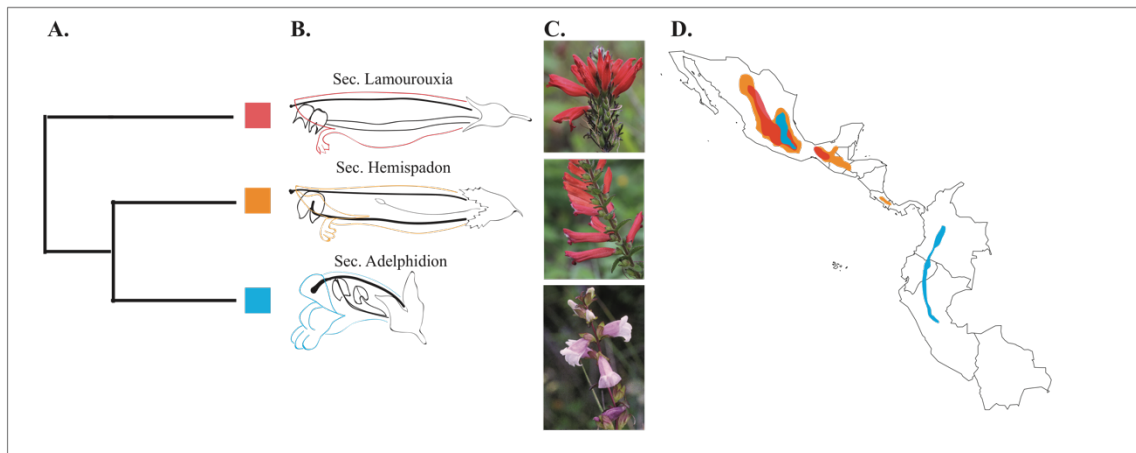 A.
B.
C.
D.
Sec. Lamourouxia
Sec. Hemispadon
Sec. Adelphidion